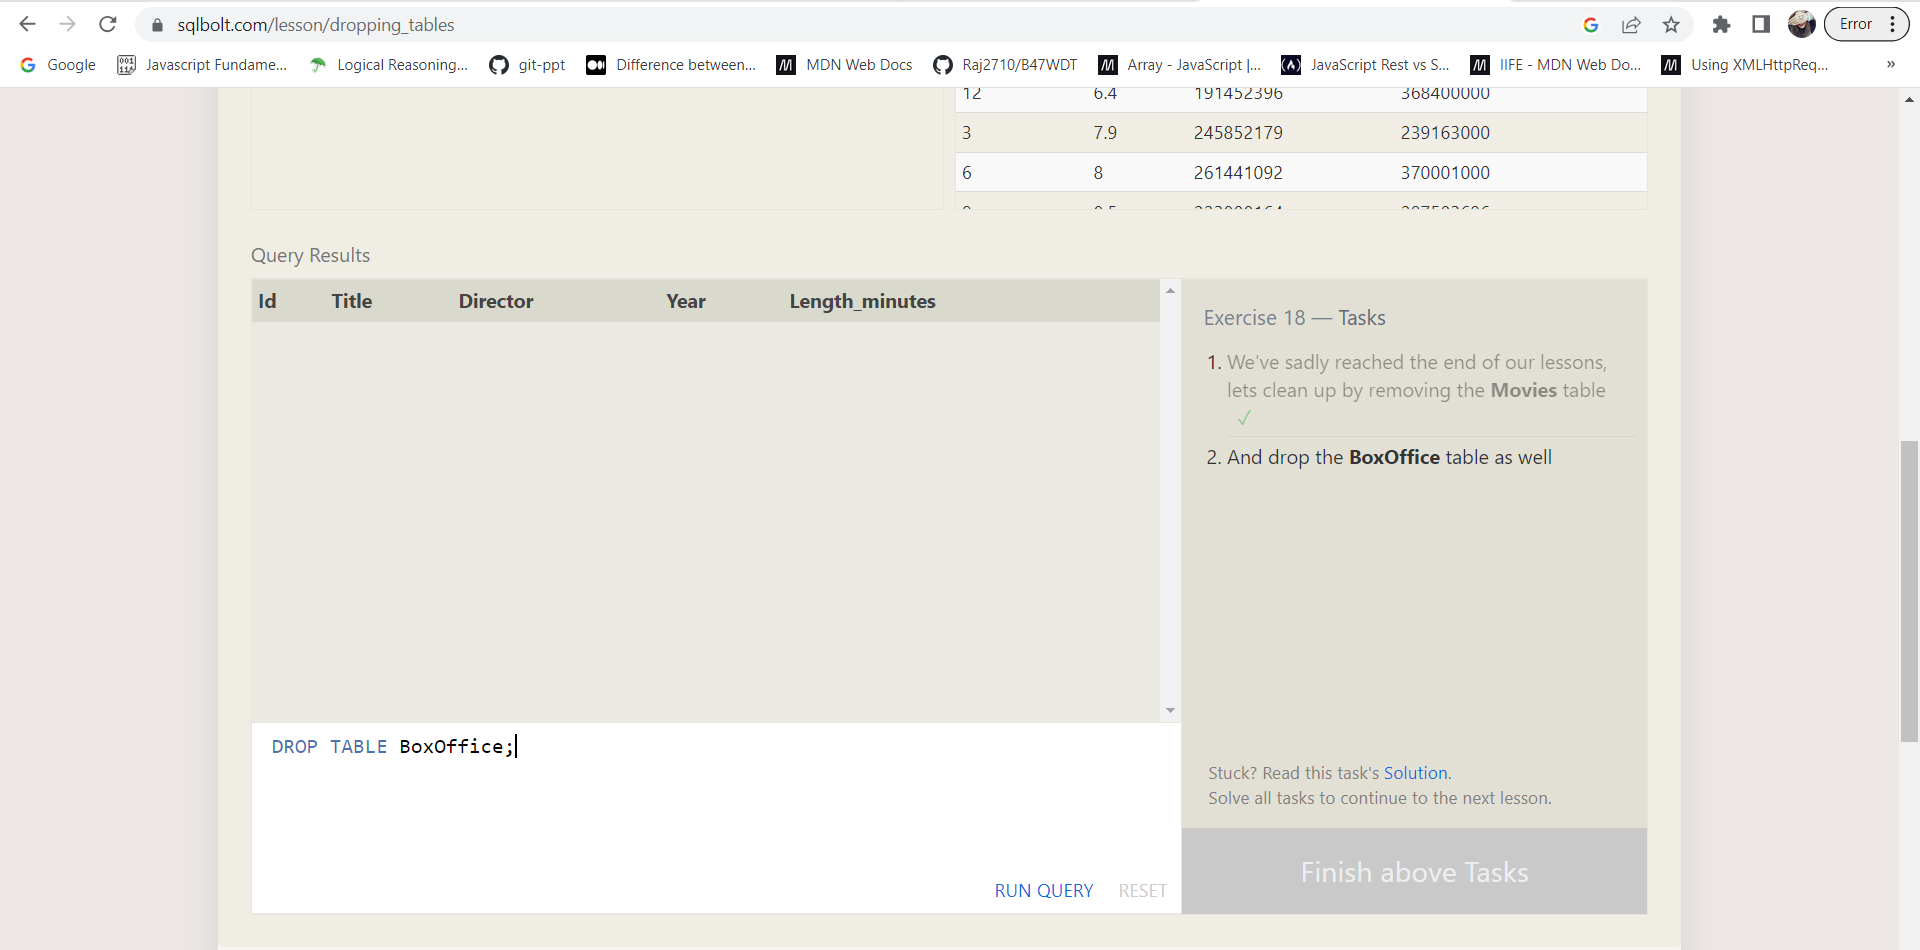 sqlbolt.com/lesson/dropping_tables
Error
Google
Javascript Fundame...
Logical Reasoning...
git-ppt
Difference between...
MDN Web Docs
Raj2710/B47WDT
Array - JavaScript |...
JavaScript Rest vs S...
IIFE - MDN Web Do...
Using XMLHttpReq...
»
12 6.4 191452396 368400000
3 7.9 245852179 239163000
6 8 261441092 370001000
Query Results
Id Title Director Year Length_minutes
Exercise 18 — Tasks
1. We've sadly reached the end of our lessons,
lets clean up by removing the Movies table
✓
2. And drop the BoxOffice table as well
DROP TABLE BoxOffice;
Stuck? Read this task's Solution.
Solve all tasks to continue to the next lesson.
RUN QUERY RESET
Finish above Tasks